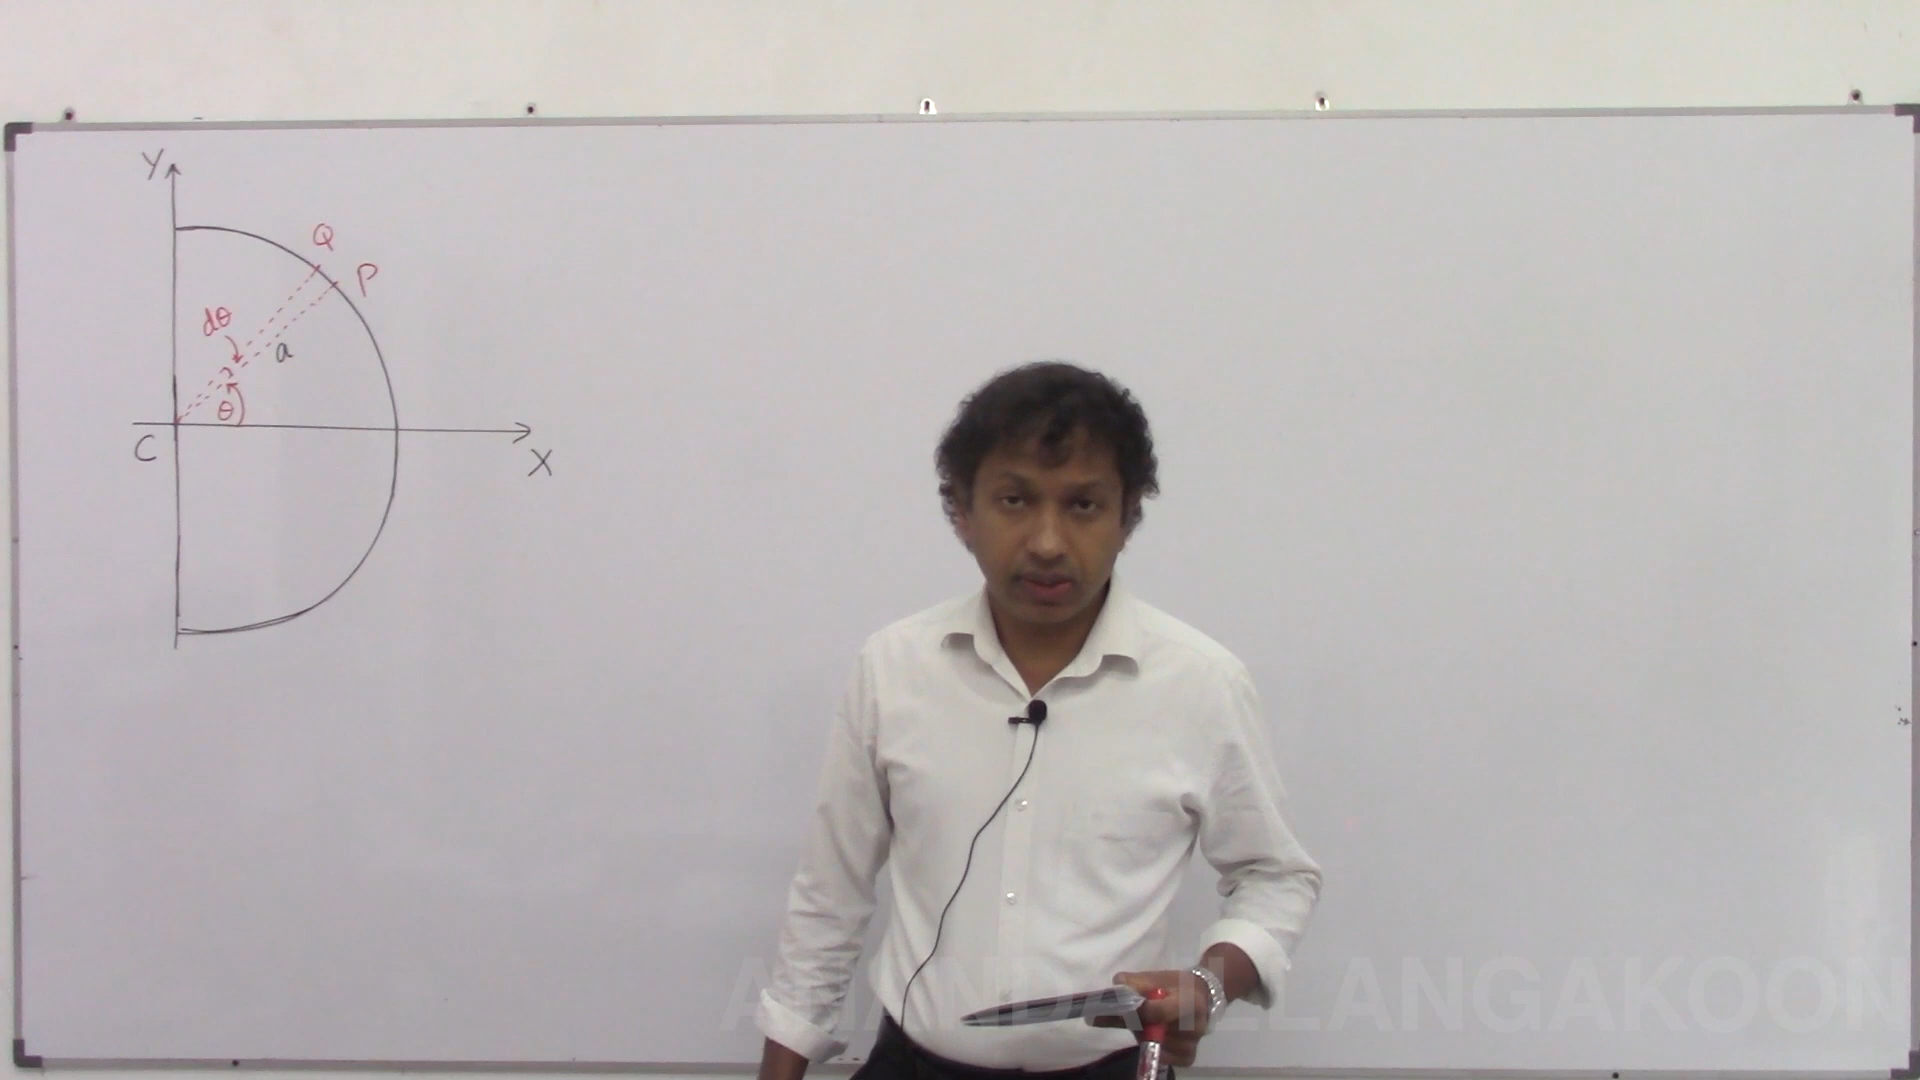 Y
Q
P
dθ
a
θ
C
X
ANANDA ILLANGAKOON